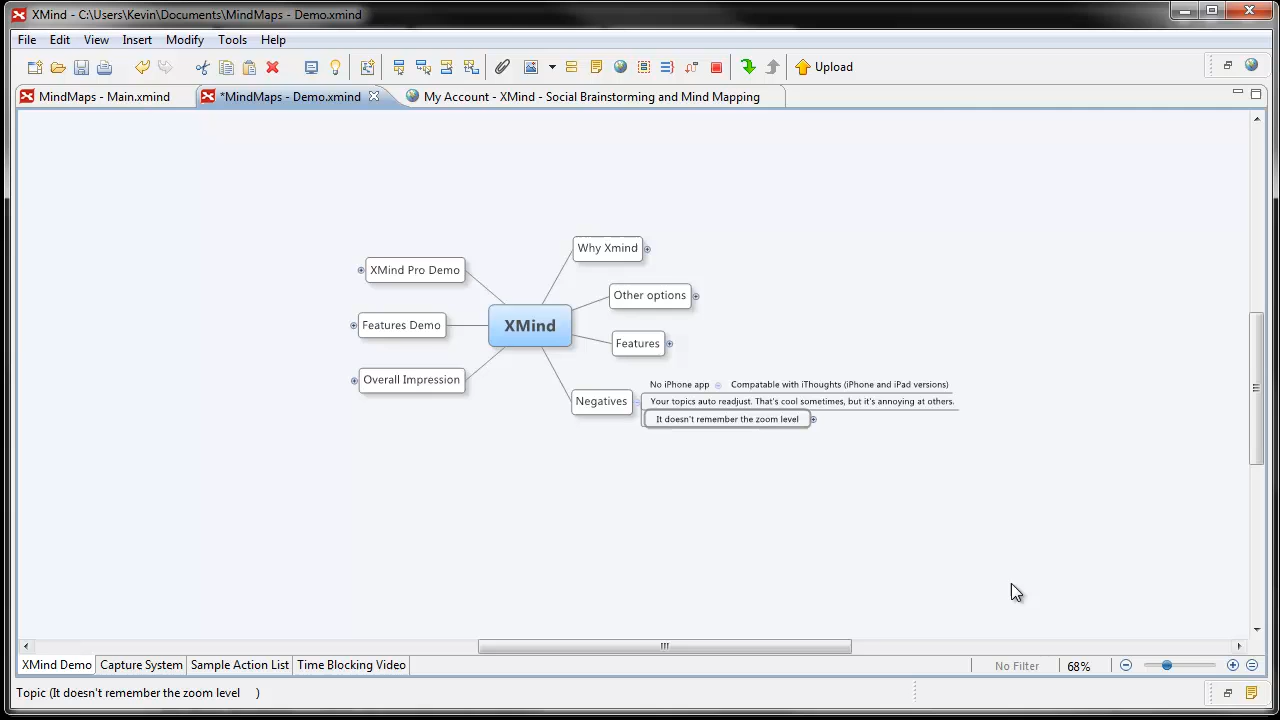 XMind - C:\Users\Kevin\Documents\MindMaps - Demo.xmind
File Edit View Insert Modify Tools Help
Upload
MindMaps - Main.xmind *MindMaps - Demo.xmind My Account - XMind - Social Brainstorming and Mind Mapping
Why Xmind
XMind Pro Demo
Other options
XMind
Features Demo
Features
Overall Impression
No iPhone app Compatable with iThoughts (iPhone and iPad versions)
Negatives
Your topics auto readjust. That's cool sometimes, but it's annoying at others.
It doesn't remember the zoom level
XMind Demo Capture System Sample Action List Time Blocking Video No Filter 68%
Topic (It doesn't remember the zoom level )